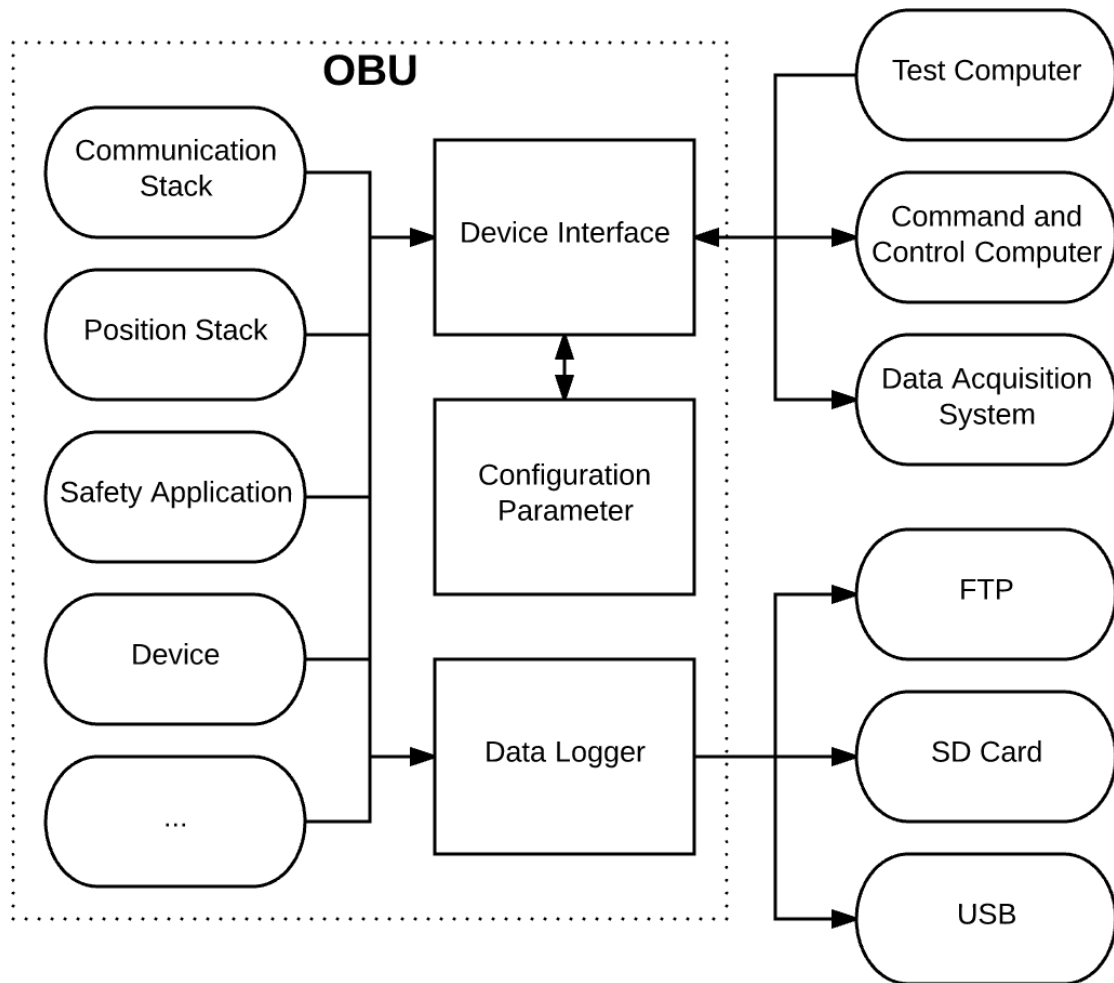 OBU
Communication
Stack
Position Stack
Safety Application
Device
...
Device Interface
Configuration
Parameter
Data Logger
Test Computer
Command and
Control Computer
Data Acquisition
System
FTP
SD Card
USB